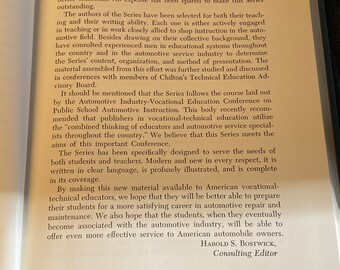 No expense has been spared to make this Series
outstanding.
The authors of the Series have been selected for both their teach-
ing and their writing ability. Each one is either actively engaged
in teaching or in work closely allied to shop instruction in the auto-
motive field. Besides drawing on their collective background, they
have consulted experienced men in educational systems throughout
the country and in the automotive service industry to determine
the Series' content, organization, and method of presentation. The
material assembled from this effort was further studied and discussed
in conferences with members of Chilton's Technical Education Ad-
visory Board.
It should be mentioned that the Series follows the course laid out
by the Automotive Industry-Vocational Education Conference on
Public School Automotive Instruction. This body recently recom-
mended that publishers in vocational-technical education utilize
the "combined thinking of educators and automotive service special-
ists throughout the country." We believe this Series meets the
aims of this important Conference.
The Series has been specifically designed to serve the needs of
both students and teachers. Modern and new in every respect, it is
written in clear language, is profusely illustrated, and is complete
in its coverage.
By making this new material available to American vocational-
technical educators, we hope that they will be better able to prepare
their students for a more satisfying career in automotive repair and
maintenance. We also hope that the students, when they eventually
become associated with the automotive industry, will be able to
offer even more effective service to American automobile owners.
Harold S. Bostwick,
Consulting Editor